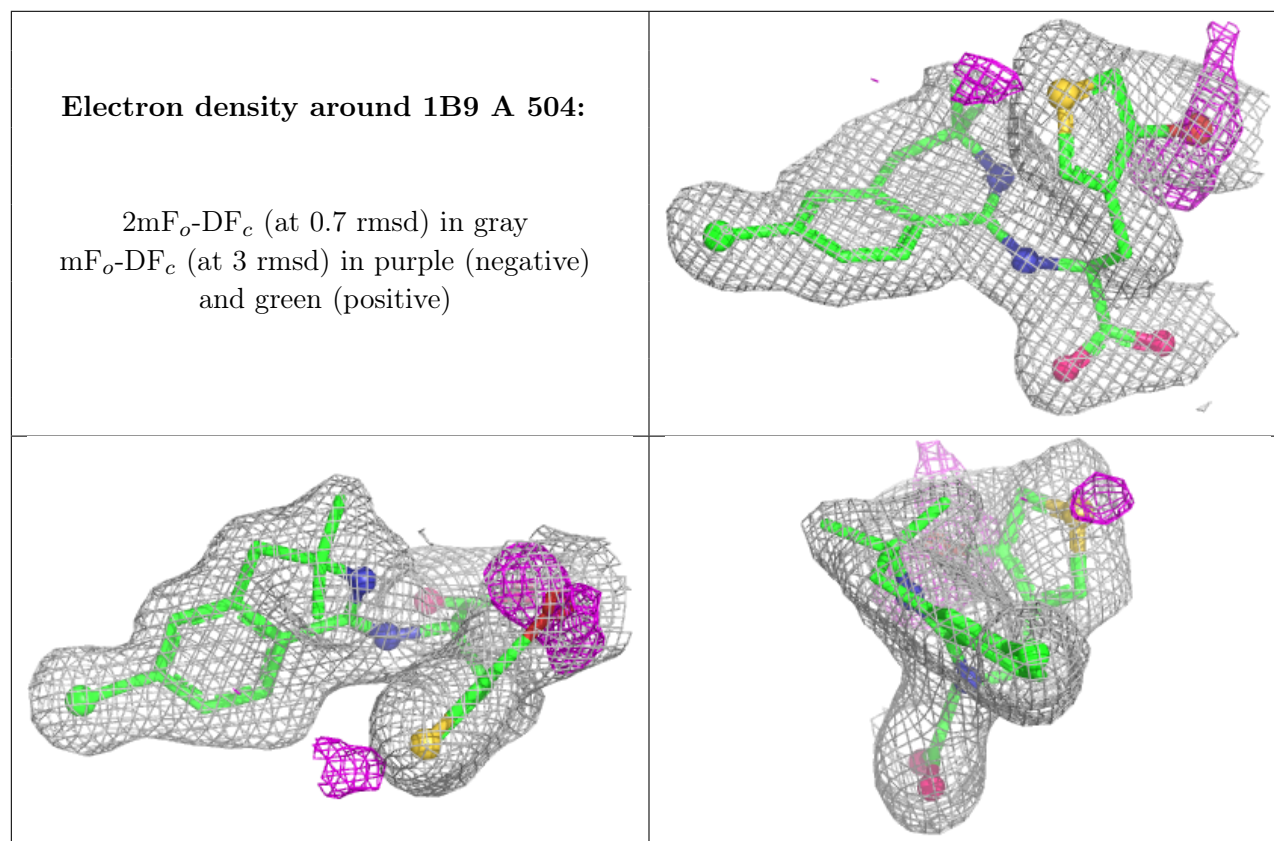 Electron density around 1B9 A 504:
2mFₒ-DF𝒸 (at 0.7 rmsd) in gray
mFₒ-DF𝒸 (at 3 rmsd) in purple (negative)
and green (positive)